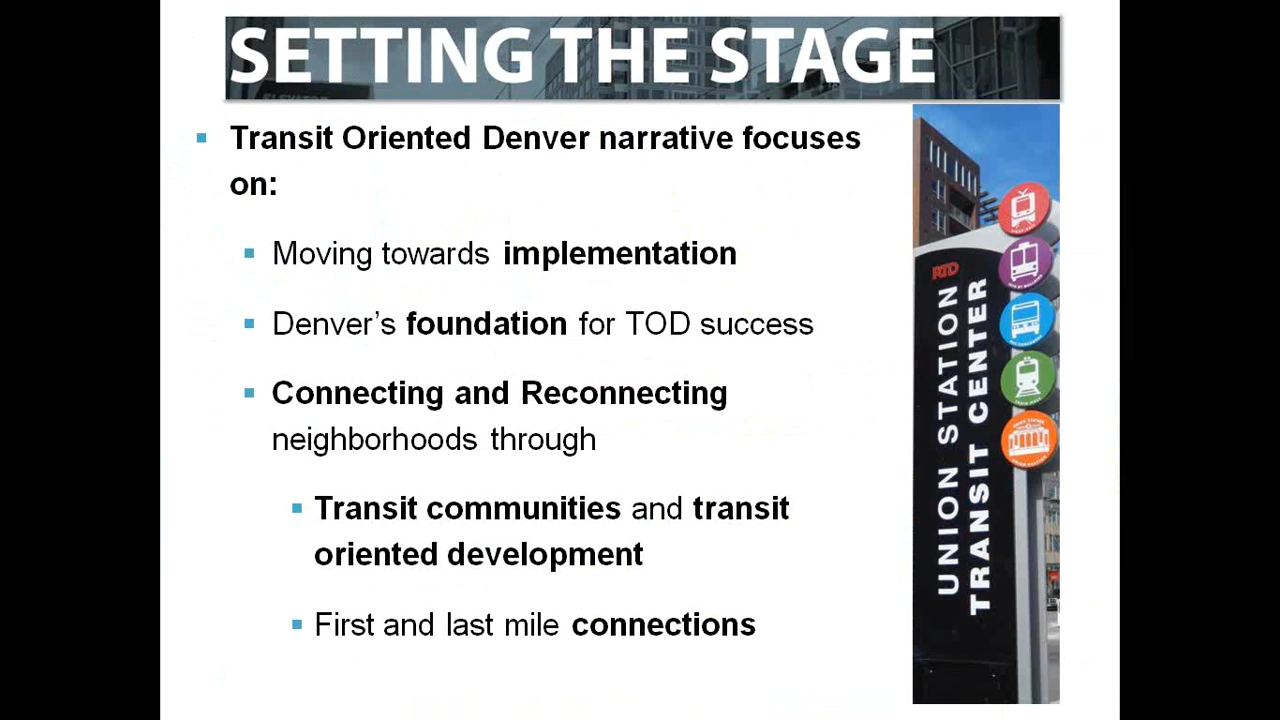 SETTING THE STAGE
Transit Oriented Denver narrative focuses
on:
Moving towards implementation
Denver’s foundation for TOD success
Connecting and Reconnecting
neighborhoods through
Transit communities and transit
oriented development
First and last mile connections
RTD
UNION STATION
TRANSIT CENTER